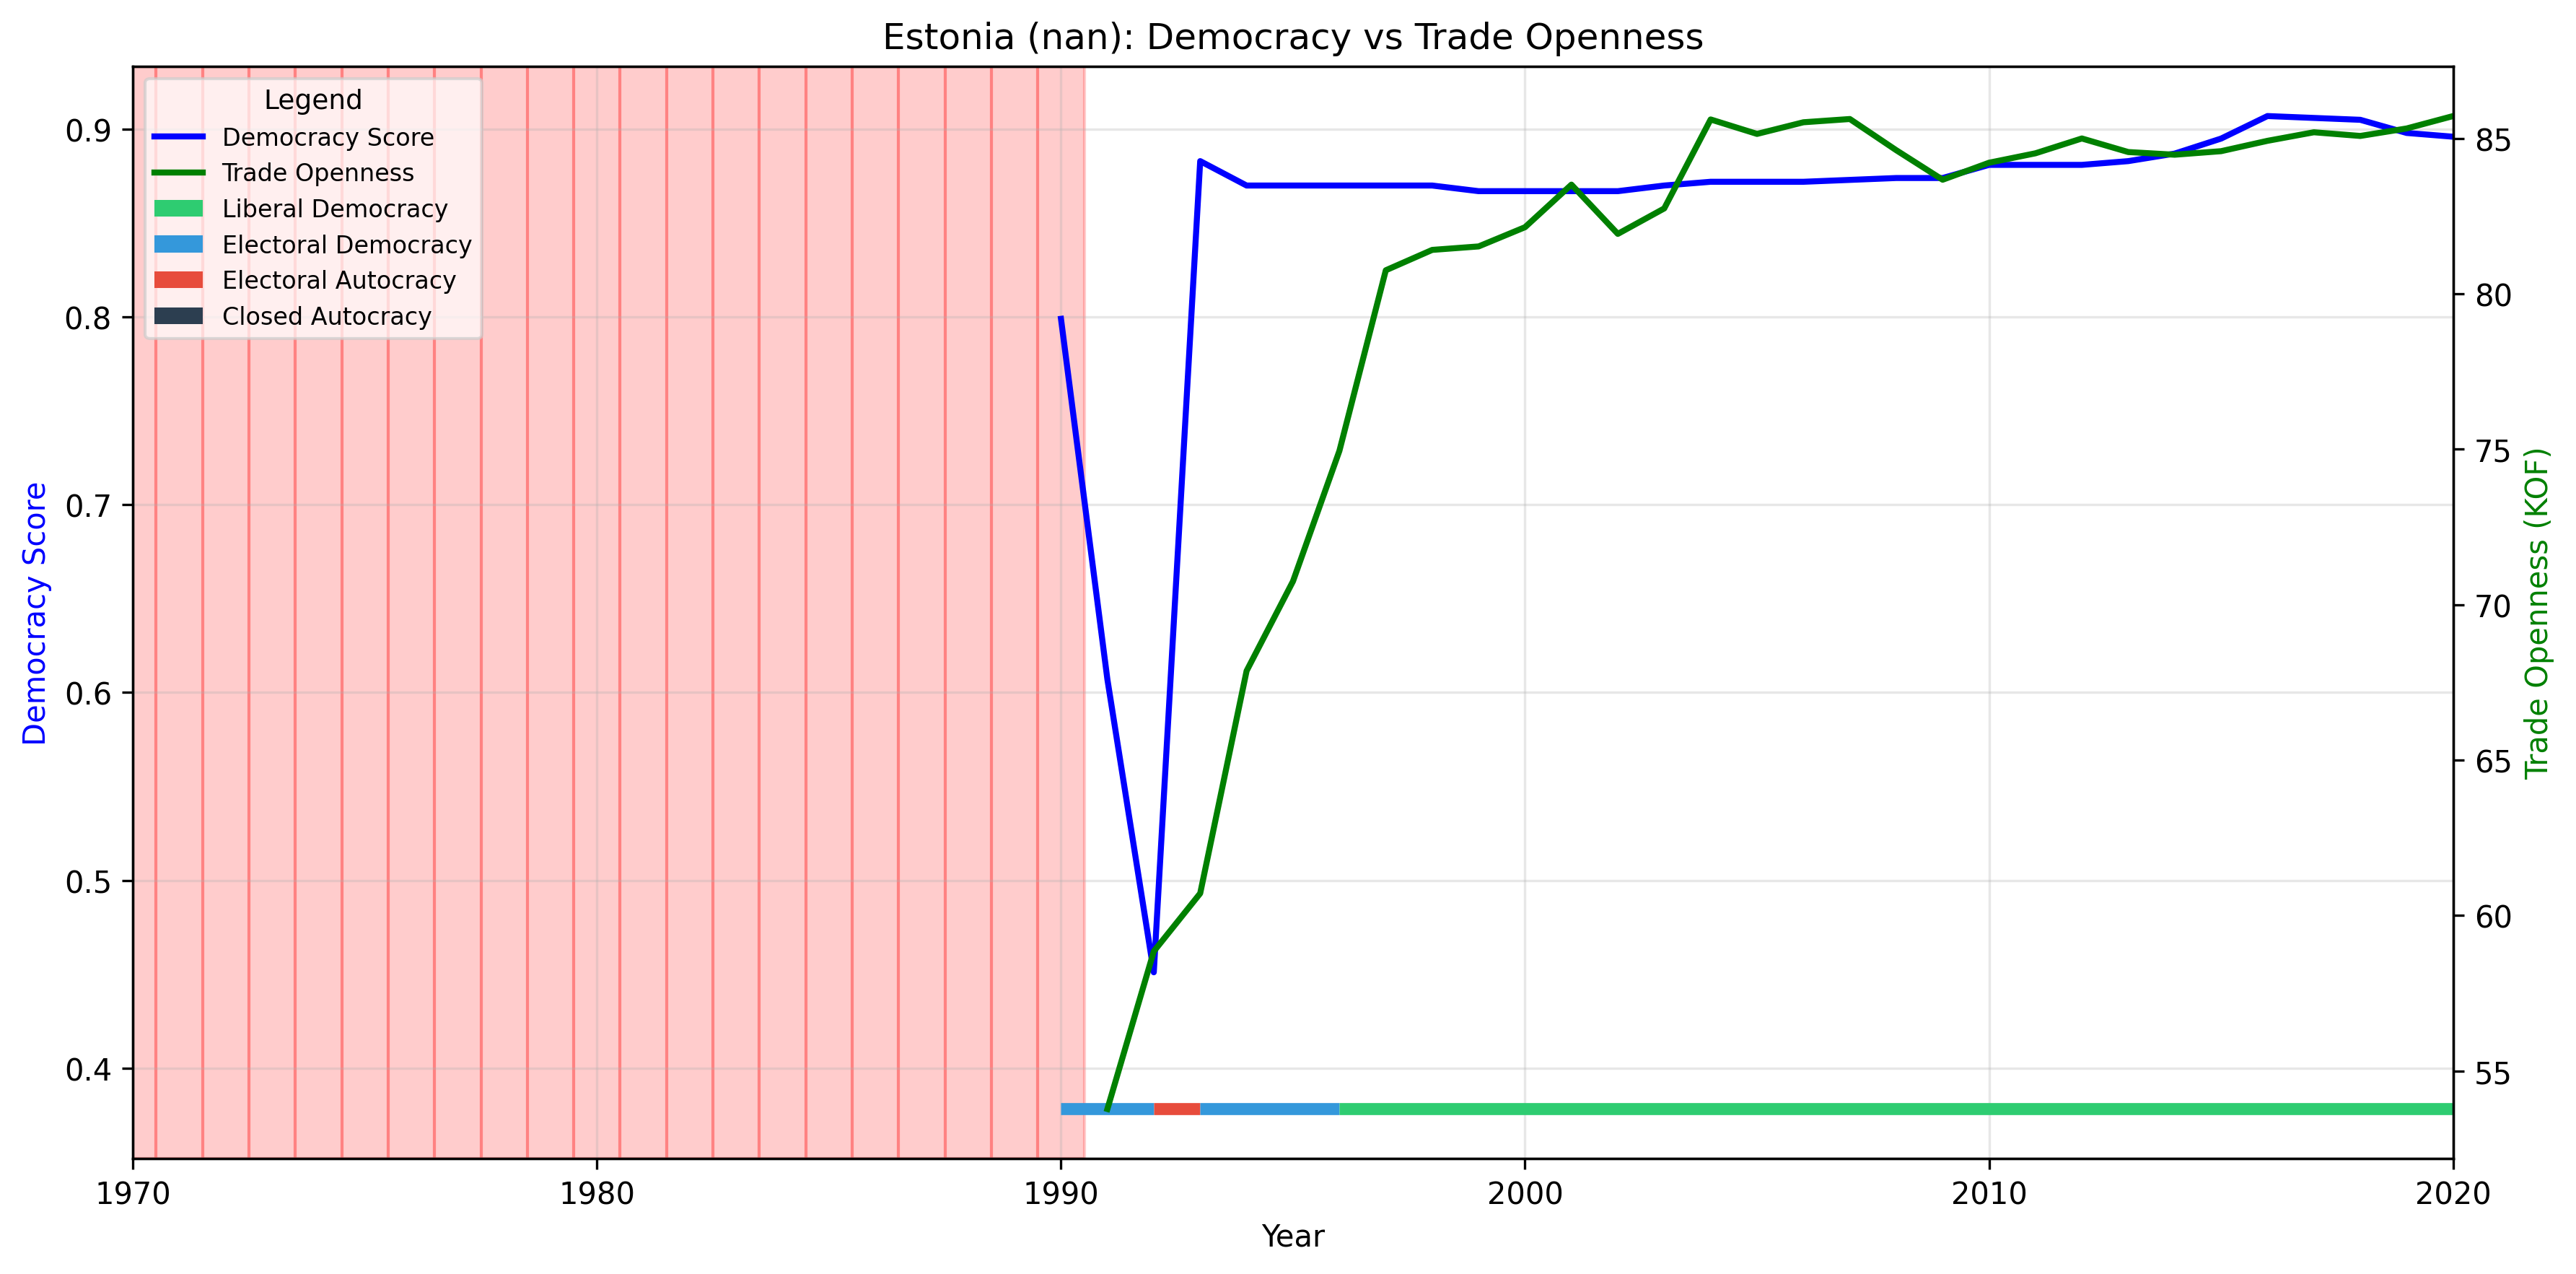 Estonia (nan): Democracy vs Trade Openness
Legend
Democracy Score
Trade Openness
Liberal Democracy
Electoral Democracy
Electoral Autocracy
Closed Autocracy
Democracy Score
0.9
0.8
0.7
0.6
0.5
0.4
85
80
75
70
65
60
55
Trade Openness (KOF)
1970 1980 1990 2000 2010 2020
Year